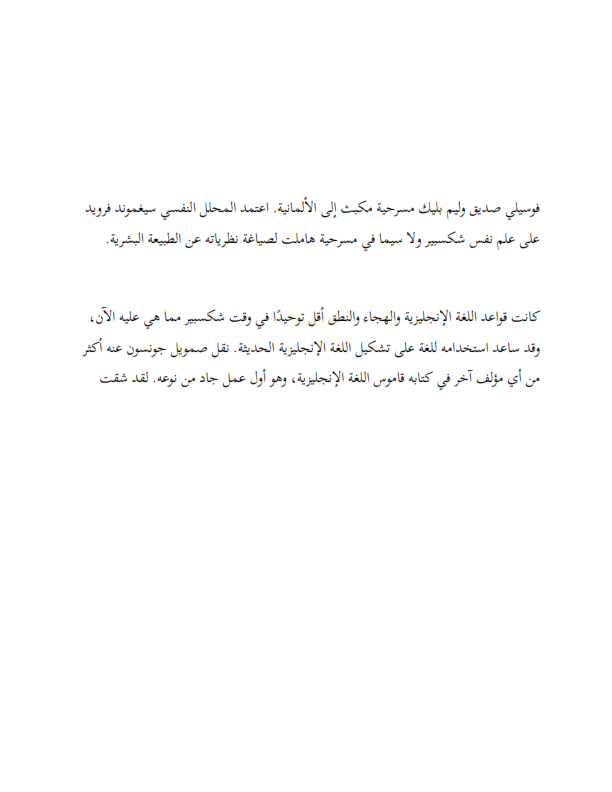 فوسيلي صديق وليم بليك مسرحية مكبث إلى الألمانية. اعتمد المحلل النفسي سيغموند فرويد
على علم نفس شكسبير ولا سيما في مسرحية هاملت لصياغة نظرياته عن الطبيعة البشرية.
كانت قواعد اللغة الإنجليزية والهجاء والنطق أقل توحيدًا في وقت شكسبير مما هي عليه الآن،
وقد ساعد استخدامه للغة على تشكيل اللغة الإنجليزية الحديثة. نقل صمويل جونسون عنه أكثر
من أي مؤلف آخر في كتابه قاموس اللغة الإنجليزية، وهو أول عمل جاد من نوعه. لقد شقت